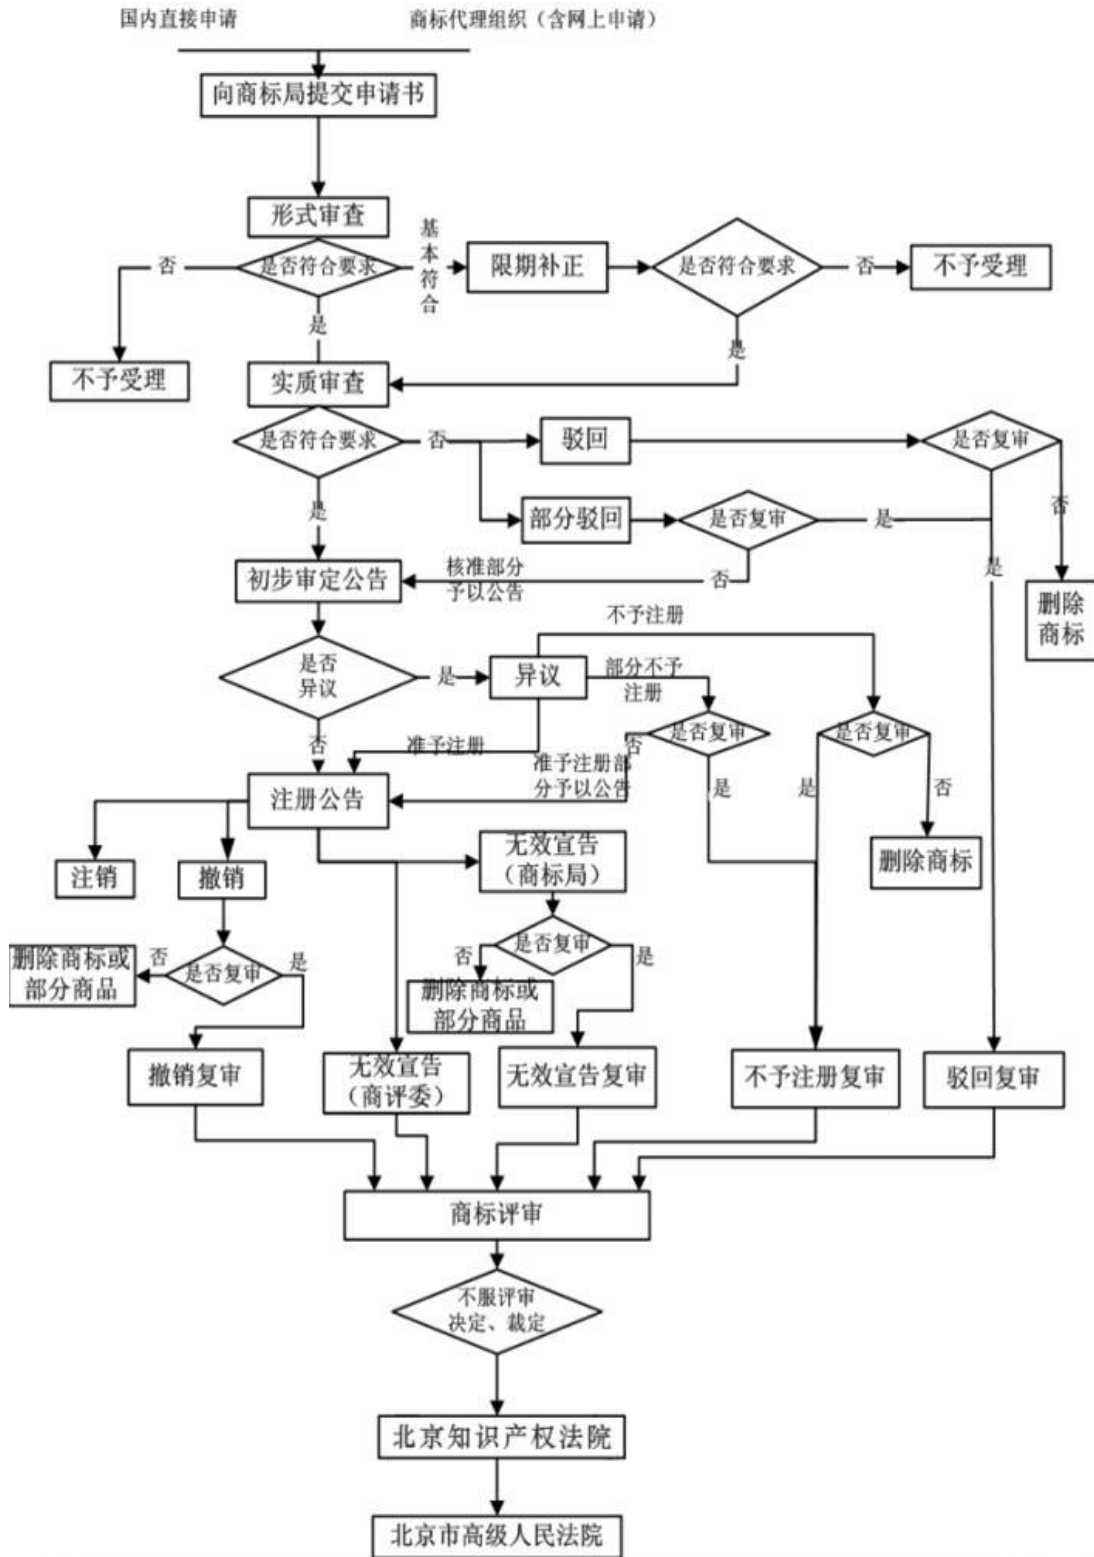 国内直接申请
商标代理组织（含网上申请）
向商标局提交申请书
形式审查
是否符合要求
否
基
本
符
合
限期补正
是否符合要求
否
不予受理
是
是
不予受理
实质审查
是否符合要求
否
驳回
是否复审
否
是
部分驳回
是否复审
是
是
初步审定公告
核准部分
予以公告
否
删除
商标
不予注册
是否
异议
是
异议
部分不予
注册
是否复审
是否复审
否
准予注册
否
注册公告
准予注册部
分予以公告
是
是
否
注销
撤销
无效宣告
（商标局）
删除商标
删除商标或
部分商品
否
是否复审
是
否
是否复审
是
删除商标或
部分商品
撤销复审
无效宣告
（商评委）
无效宣告复审
不予注册复审
驳回复审
商标评审
不服评审
决定、裁定
北京知识产权法院
北京市高级人民法院